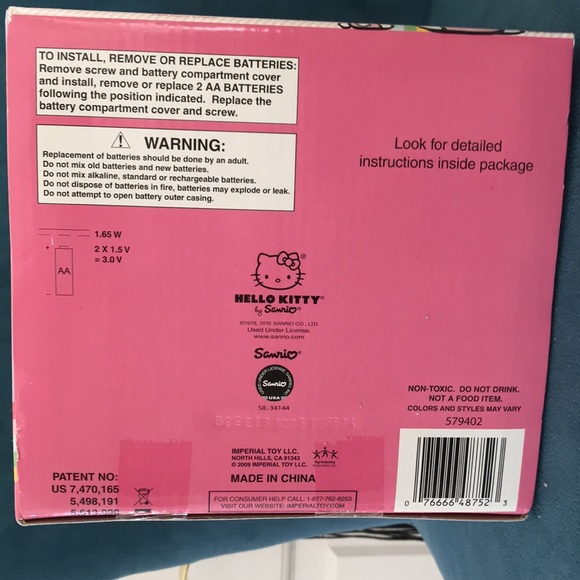 TO INSTALL, REMOVE OR REPLACE BATTERIES:
Remove screw and battery compartment cover
and install, remove or replace 2 AA BATTERIES
following the position indicated. Replace the
battery compartment cover and screw.
WARNING:
Replacement of batteries should be done by an adult.
Do not mix old batteries and new batteries.
Do not mix alkaline, standard or rechargeable batteries.
Do not dispose of batteries in fire, batteries may explode or leak.
Do not attempt to open battery outer casing.
Look for detailed
instructions inside package
1.65 W
2 X 1.5 V
= 3.0 V
+
AA
-
HELLO KITTY®
by Sanrio®
©1976, 2010 SANRIO CO., LTD.
Used Under License.
www.sanrio.com
Sanrio®
Sanrio
USA
SIL-34144
IMPERIAL TOY LLC.
NORTH HILLS, CA 91343
© 2009 IMPERIAL TOY LLC.
MADE IN CHINA
FOR CONSUMER HELP CALL: 1-877-762-8253
VISIT OUR WEBSITE: IMPERIALTOY.COM
PATENT NO:
US 7,470,165
5,498,191
NON-TOXIC. DO NOT DRINK.
NOT A FOOD ITEM.
COLORS AND STYLES MAY VARY
579402
0 76666 48752 3